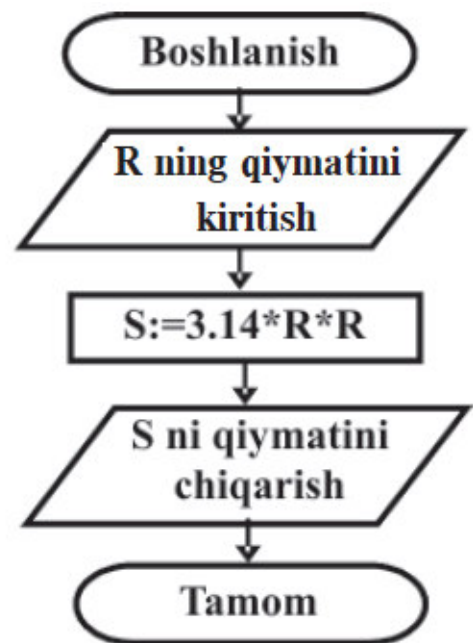 Boshlanish
R ning qiymatini
kiritish
S:=3.14*R*R
S ni qiymatini
chiqarish
Tamom